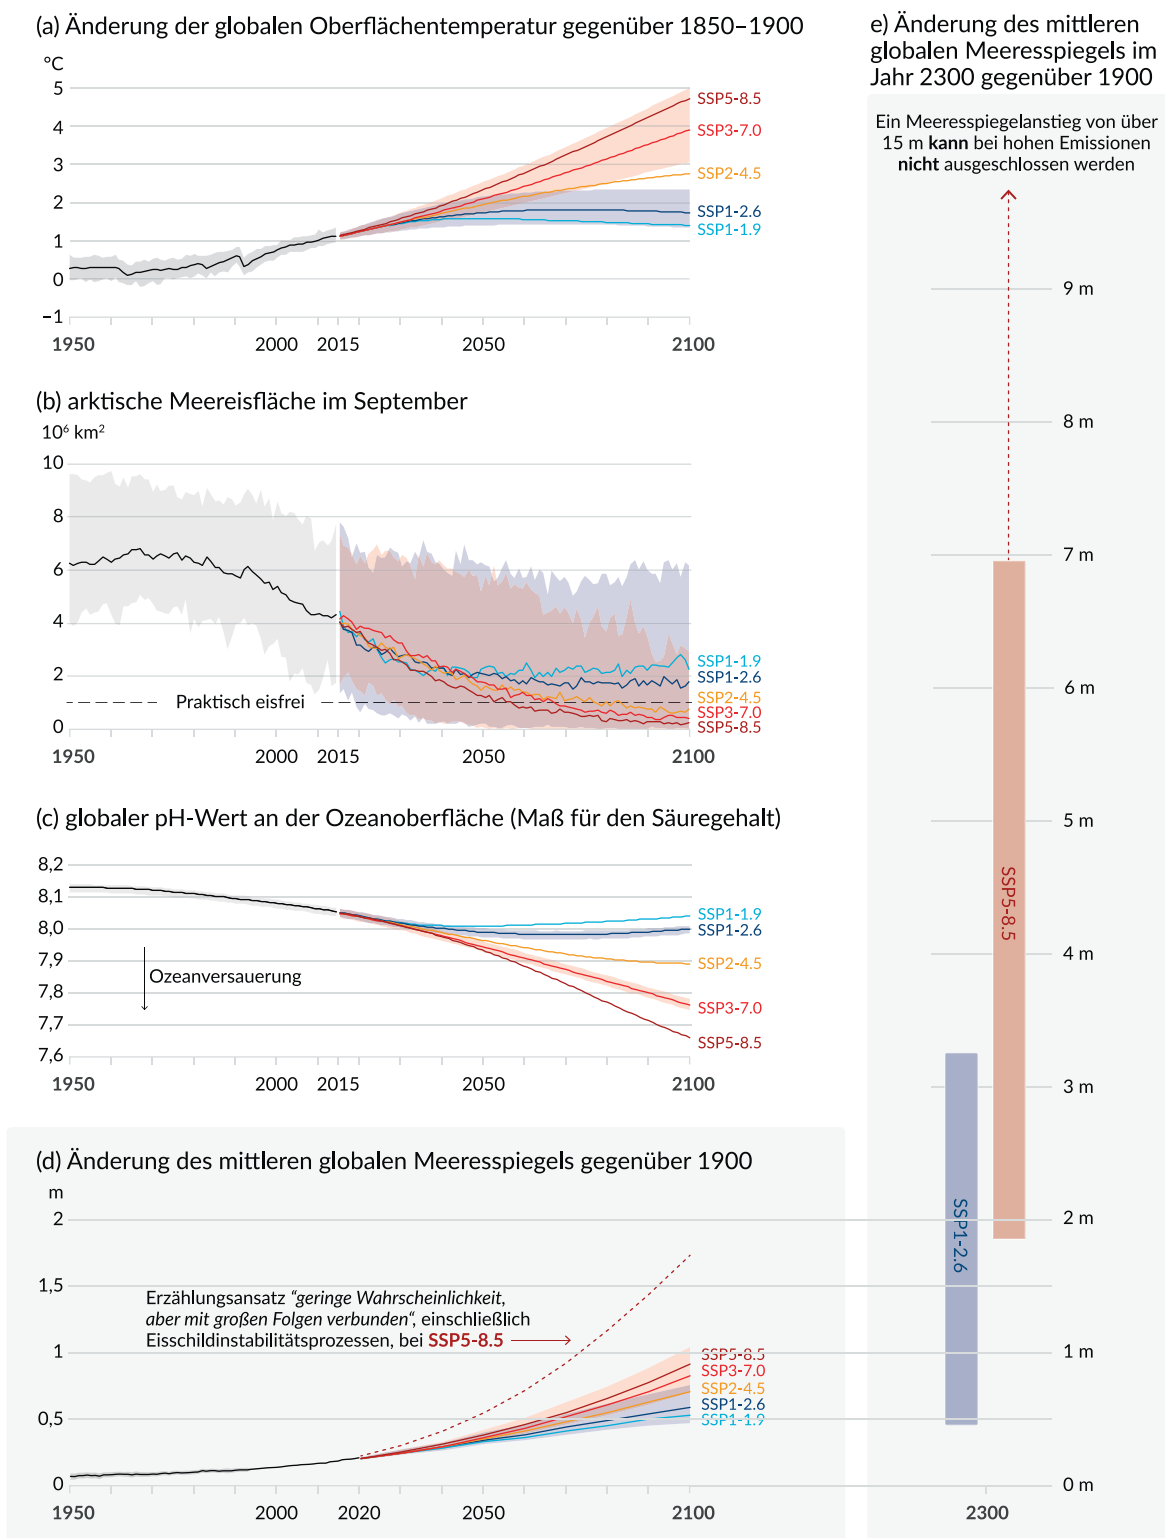 (a) Änderung der globalen Oberflächentemperatur gegenüber 1850–1900
°C
5
4
3
2
1
0
–1
1950
2000
2015
2050
2100
SSP5-8.5
SSP3-7.0
SSP2-4.5
SSP1-2.6
SSP1-1.9
(b) arktische Meereisfläche im September
10⁶ km²
10
8
6
4
2
0
Praktisch eisfrei
1950
2000
2015
2050
2100
SSP1-1.9
SSP1-2.6
SSP2-4.5
SSP3-7.0
SSP5-8.5
(c) globaler pH-Wert an der Ozeanoberfläche (Maß für den Säuregehalt)
8,2
8,1
8,0
7,9
7,8
7,7
7,6
Ozeanversauerung
1950
2000
2015
2050
2100
SSP1-1.9
SSP1-2.6
SSP2-4.5
SSP3-7.0
SSP5-8.5
(d) Änderung des mittleren globalen Meeresspiegels gegenüber 1900
m
2
1,5
1
0,5
0
Erzählungsansatz “geringe Wahrscheinlichkeit,
aber mit großen Folgen verbunden“, einschließlich
Eisschildinstabilitätsprozessen, bei SSP5-8.5
1950
2000
2020
2050
2100
SSP5-8.5
SSP3-7.0
SSP2-4.5
SSP1-2.6
SSP1-1.9
e) Änderung des mittleren
globalen Meeresspiegels im
Jahr 2300 gegenüber 1900
Ein Meeresspiegelanstieg von über
15 m kann bei hohen Emissionen
nicht ausgeschlossen werden
9 m
8 m
7 m
6 m
5 m
4 m
3 m
2 m
1 m
0 m
SSP5-8.5
SSP1-2.6
2300